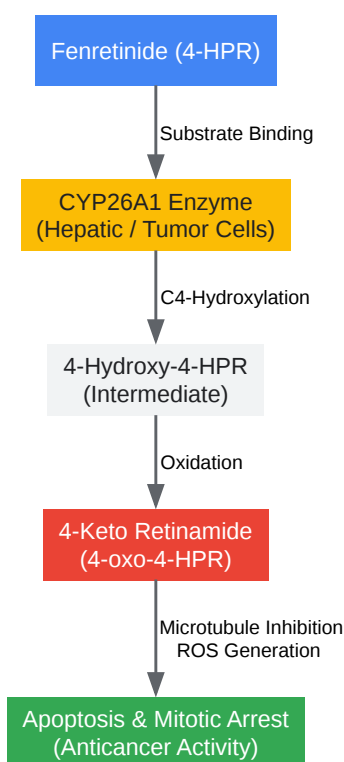 Fenretinide (4-HPR)
Substrate Binding
CYP26A1 Enzyme
(Hepatic / Tumor Cells)
C4-Hydroxylation
4-Hydroxy-4-HPR
(Intermediate)
Oxidation
4-Keto Retinamide
(4-oxo-4-HPR)
Microtubule Inhibition
ROS Generation
Apoptosis & Mitotic Arrest
(Anticancer Activity)